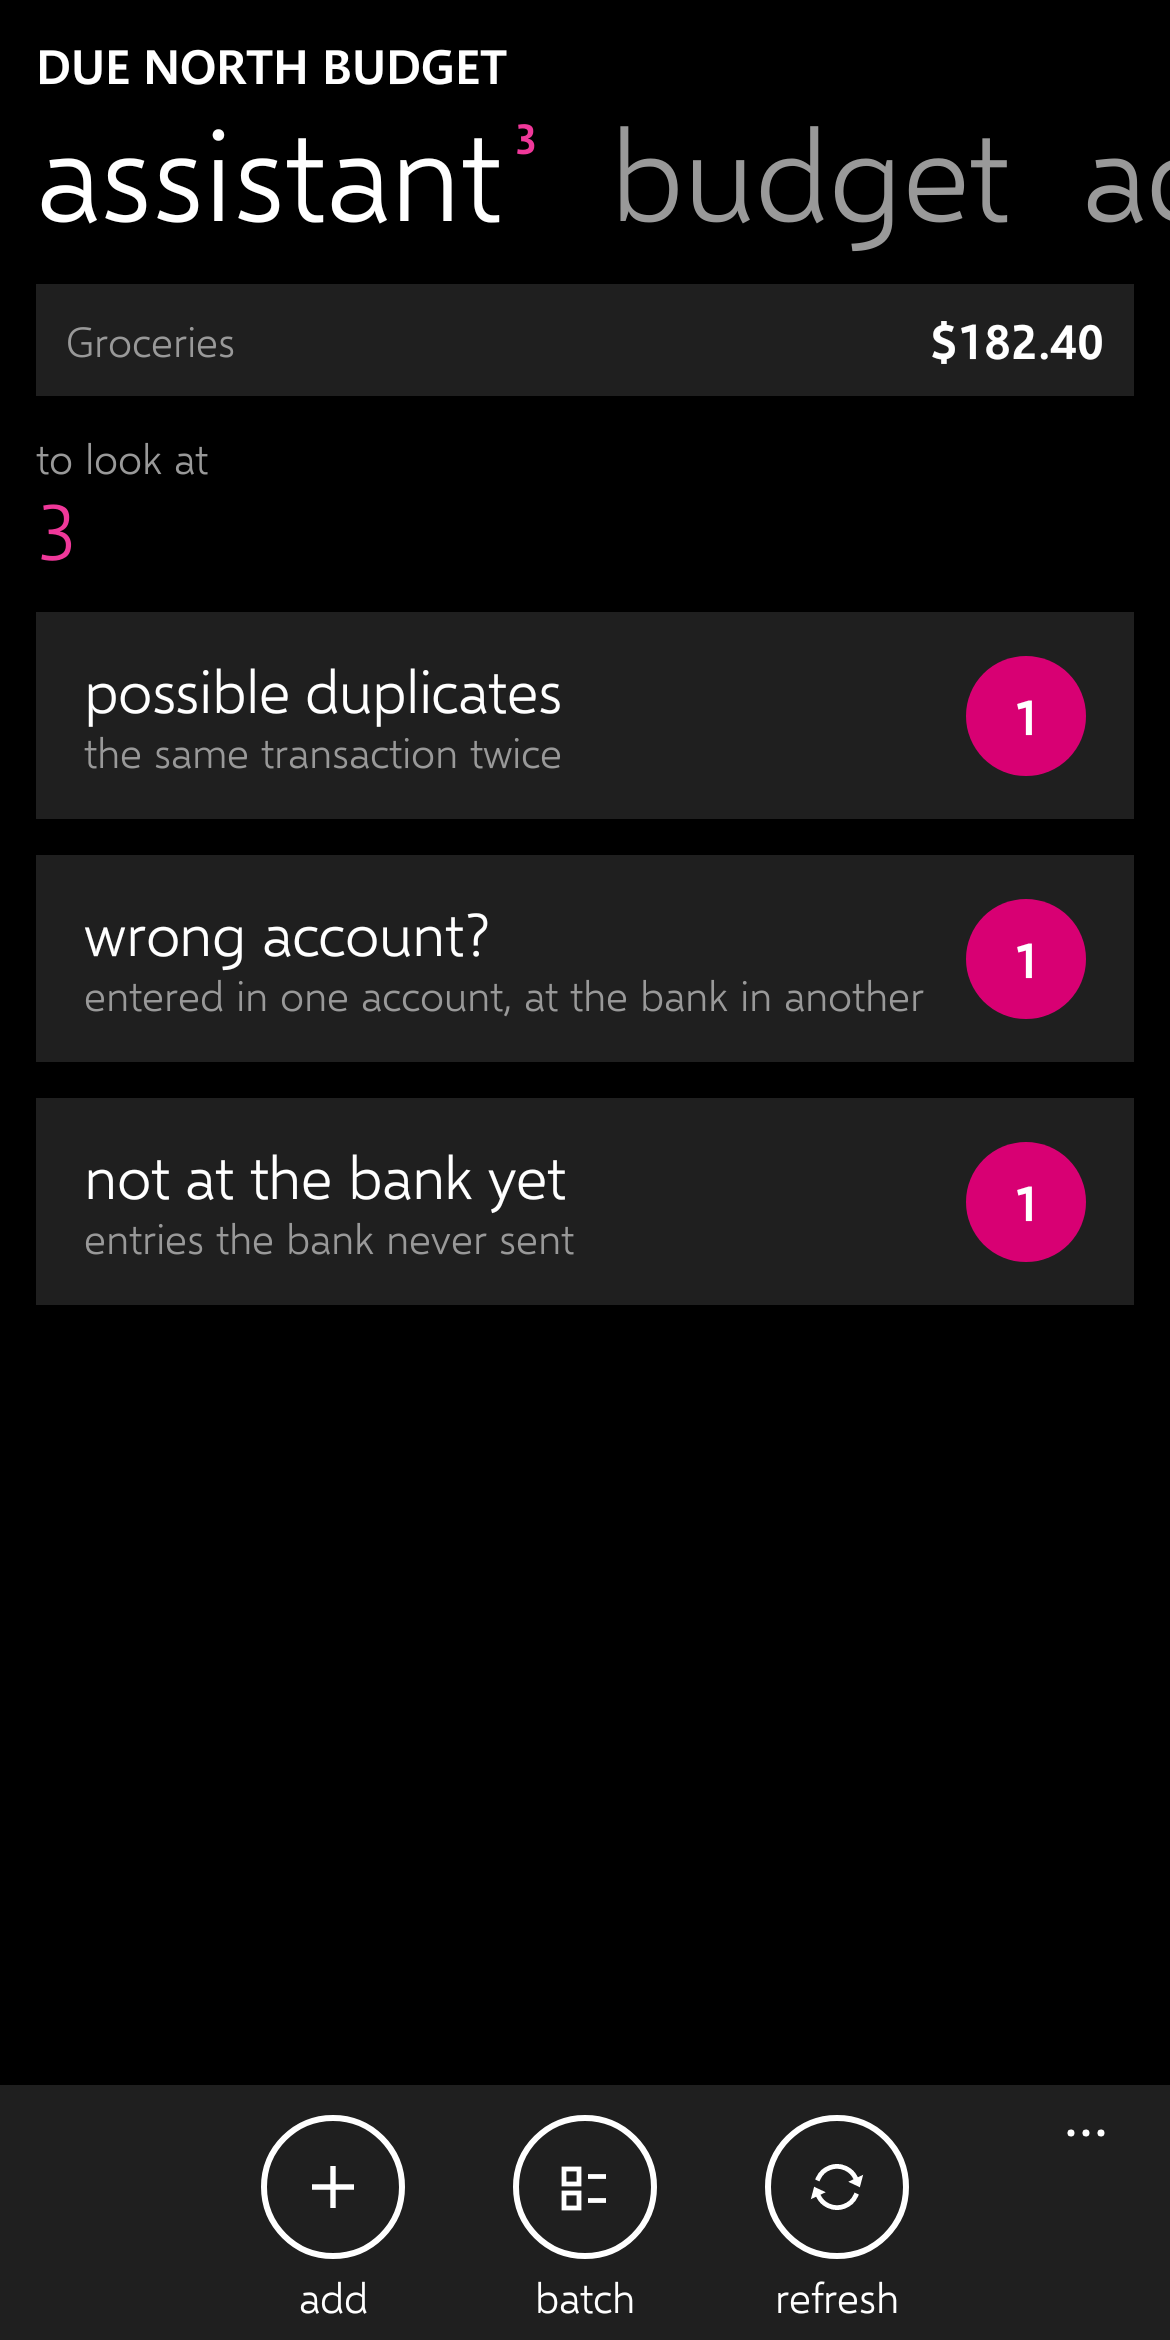 DUE NORTH BUDGET
assistant 3 budget ac
Groceries $182.40
to look at
3
possible duplicates
the same transaction twice
1
wrong account?
entered in one account, at the bank in another
1
not at the bank yet
entries the bank never sent
1
...
add batch refresh